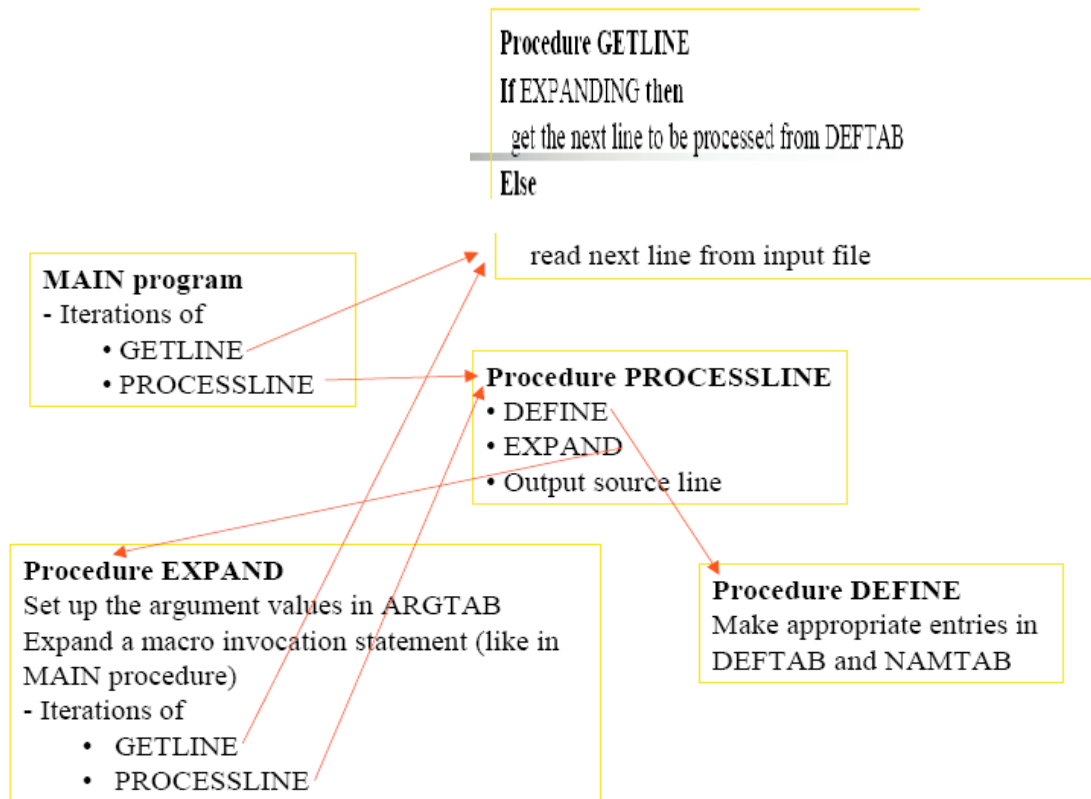 Procedure GETLINE
If EXPANDING then
get the next line to be processed from DEFTAB
Else
read next line from input file
MAIN program
- Iterations of
• GETLINE
• PROCESSLINE
Procedure PROCESSLINE
• DEFINE
• EXPAND
• Output source line
Procedure EXPAND
Set up the argument values in ARGTAB
Expand a macro invocation statement (like in
MAIN procedure)
- Iterations of
• GETLINE
• PROCESSLINE
Procedure DEFINE
Make appropriate entries in
DEFTAB and NAMTAB